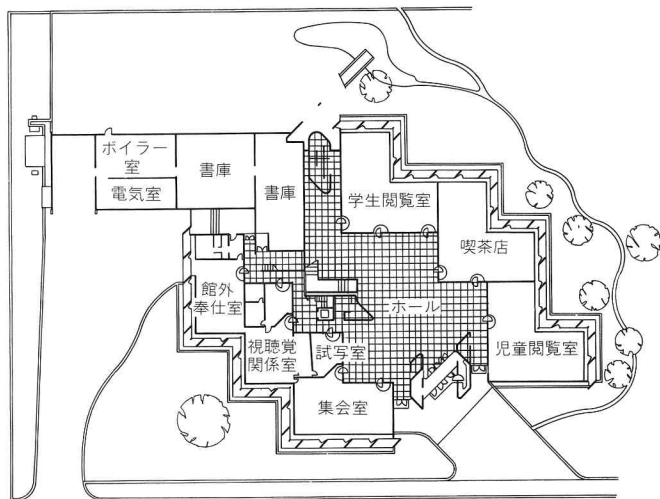 ボイラー
室
電気室
書庫
書庫
学生閲覧室
喫茶店
館外
奉仕室
ホール
視聴覚
関係室
試写室
児童閲覧室
集会室